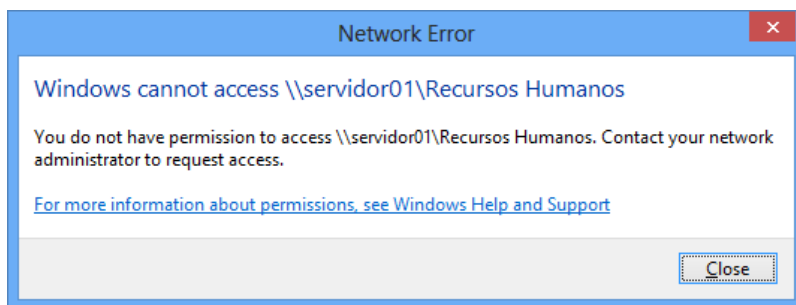 Network Error
Windows cannot access \\servidor01\Recursos Humanos
You do not have permission to access \\servidor01\Recursos Humanos. Contact your network
administrator to request access.
For more information about permissions, see Windows Help and Support
Close